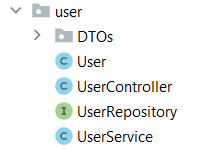 user
DTOs
C User
C UserController
I UserRepository
C UserService